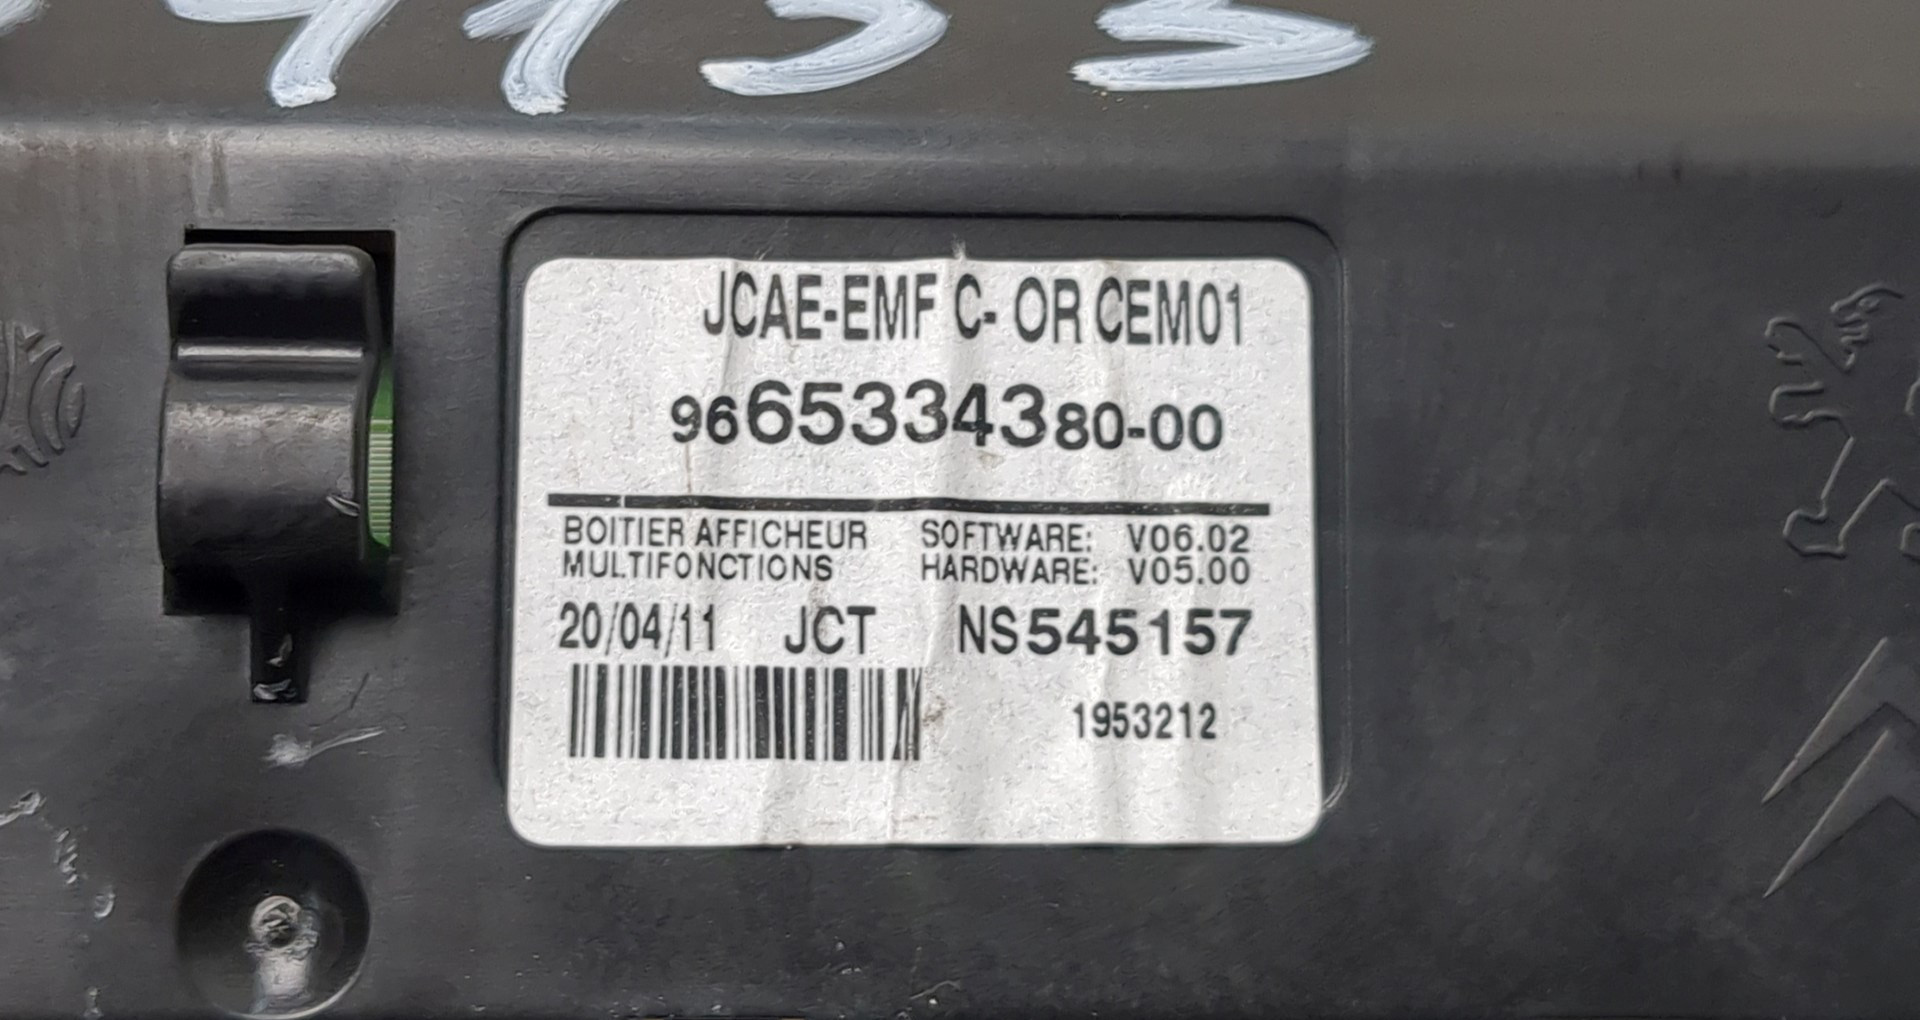 JCAE-EMF C- OR CEM01
9665334380-00
BOITIER AFFICHEUR SOFTWARE: V06.02
MULTIFONCTIONS HARDWARE: V05.00
20/04/11 JCT NS545157
1953212